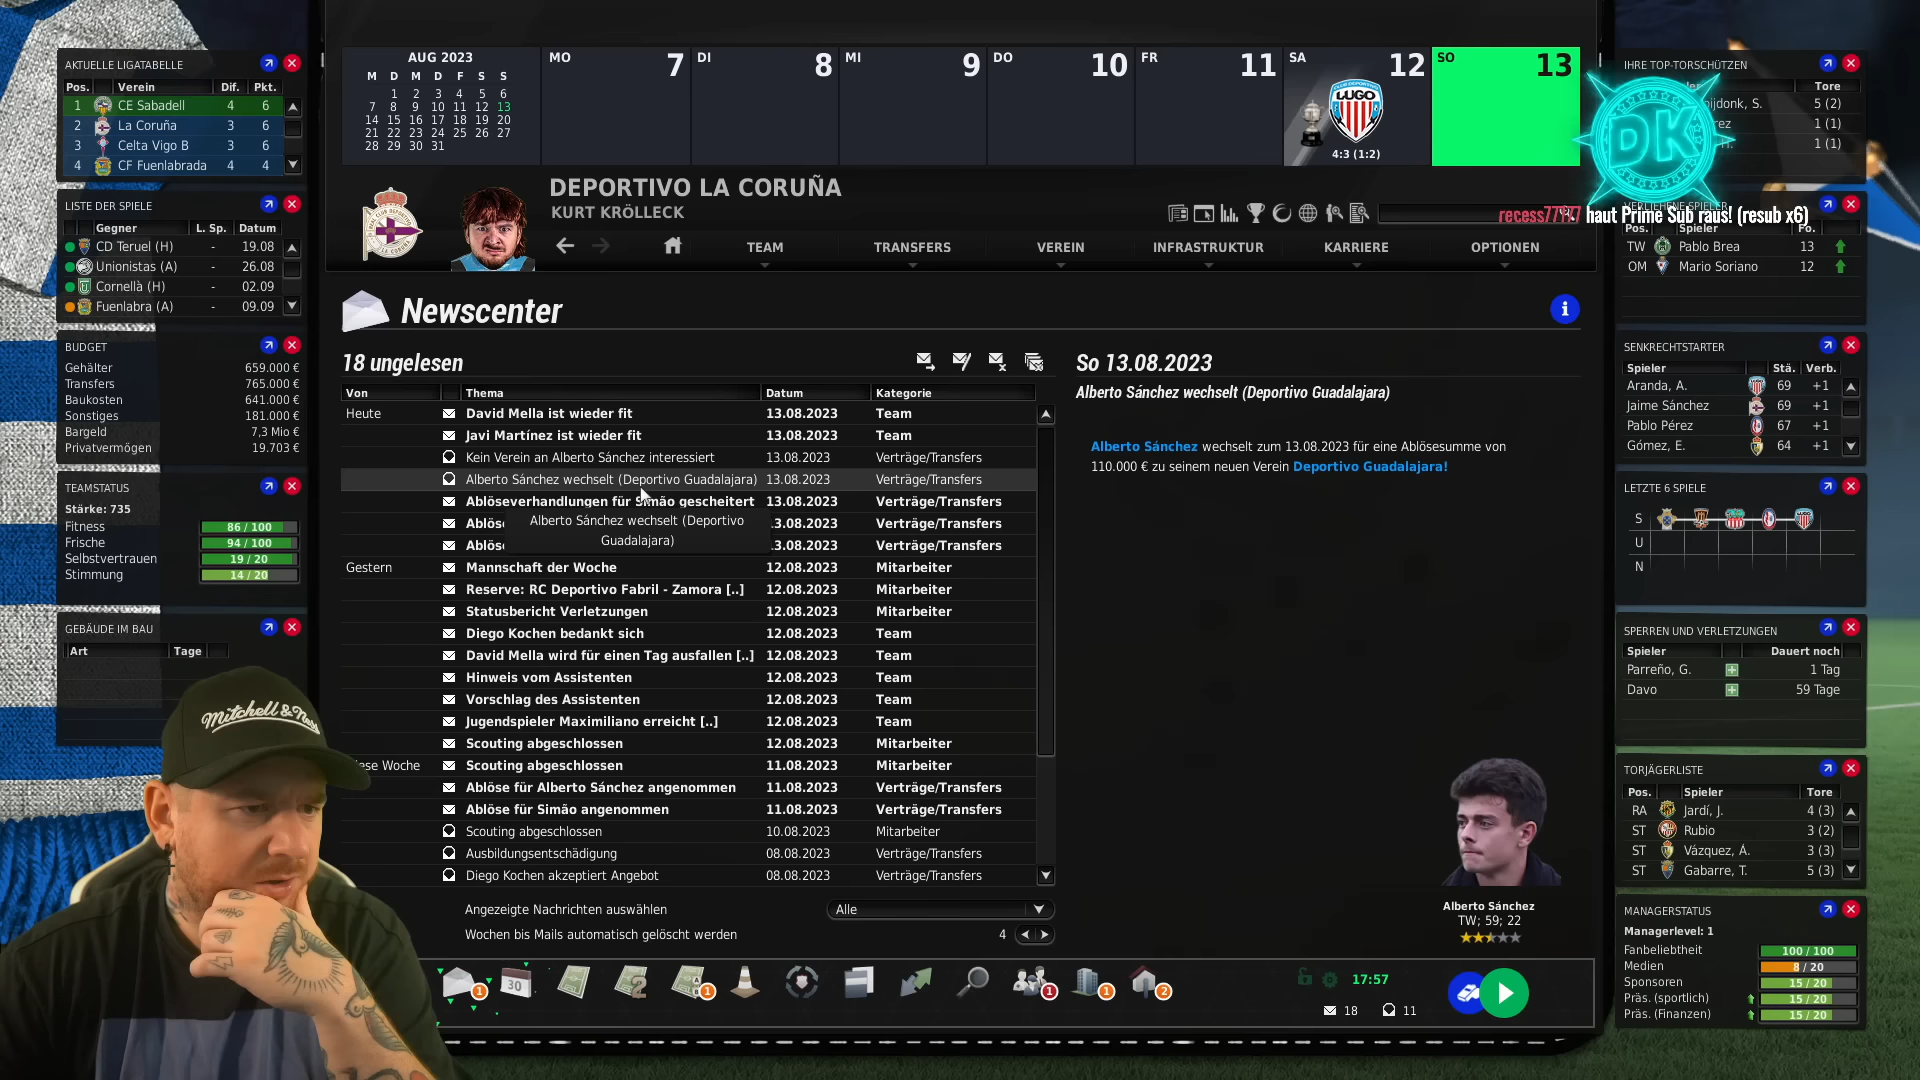 AKTUELLE LIGATABELLE
Pos. Verein Dif. Pkt.
1 CE Sabadell 4 6
2 La Coruña 3 6
3 Celta Vigo B 3 6
4 CF Fuenlabrada 4 4
LISTE DER SPIELE
Gegner L. Sp. Datum
CD Teruel (H) - 19.08
Unionistas (A) - 26.08
Cornellà (H) - 02.09
Fuenlabra (A) - 09.09
BUDGET
Gehälter 659.000 €
Transfers 765.000 €
Baukosten 641.000 €
Sonstiges 181.000 €
Bargeld 7,3 Mio €
Privatvermögen 19.703 €
TEAMSTATUS
Stärke: 735
Fitness 86 / 100
Frische 94 / 100
Selbstvertrauen 19 / 20
Stimmung 14 / 20
GEBÄUDE IM BAU
Art Tage
Mitchell & Ness
AUG 2023
M D M D F S S
1 2 3 4 5 6
7 8 9 10 11 12 13
14 15 16 17 18 19 20
21 22 23 24 25 26 27
28 29 30 31
MO 7 DI 8 MI 9 DO 10 FR 11 SA 12 SO 13
LUGO
4:3 (1:2)
DEPORTIVO LA CORUÑA
KURT KRÖLLECK
TEAM TRANSFERS VEREIN INFRASTRUKTUR KARRIERE OPTIONEN
Newscenter
18 ungelesen
Von Thema Datum Kategorie
Heute David Mella ist wieder fit 13.08.2023 Team
Javi Martínez ist wieder fit 13.08.2023 Team
Kein Verein an Alberto Sánchez interessiert 13.08.2023 Verträge/Transfers
Alberto Sánchez wechselt (Deportivo Guadalajara) 13.08.2023 Verträge/Transfers
Ablöseverhandlungen für Simão gescheitert 13.08.2023 Verträge/Transfers
Ablös 3.08.2023 Verträge/Transfers
Ablös 3.08.2023 Verträge/Transfers
Alberto Sánchez wechselt (Deportivo
Guadalajara)
Gestern Mannschaft der Woche 12.08.2023 Mitarbeiter
Reserve: RC Deportivo Fabril - Zamora [..] 12.08.2023 Mitarbeiter
Statusbericht Verletzungen 12.08.2023 Mitarbeiter
Diego Kochen bedankt sich 12.08.2023 Team
David Mella wird für einen Tag ausfallen [..] 12.08.2023 Team
Hinweis vom Assistenten 12.08.2023 Team
Vorschlag des Assistenten 12.08.2023 Team
Jugendspieler Maximiliano erreicht [..] 12.08.2023 Team
Scouting abgeschlossen 12.08.2023 Mitarbeiter
ese Woche Scouting abgeschlossen 11.08.2023 Mitarbeiter
Ablöse für Alberto Sánchez angenommen 11.08.2023 Verträge/Transfers
Ablöse für Simão angenommen 11.08.2023 Verträge/Transfers
Scouting abgeschlossen 10.08.2023 Mitarbeiter
Ausbildungsentschädigung 08.08.2023 Verträge/Transfers
Diego Kochen akzeptiert Angebot 08.08.2023 Verträge/Transfers
Angezeigte Nachrichten auswählen Alle
Wochen bis Mails automatisch gelöscht werden 4
So 13.08.2023
Alberto Sánchez wechselt (Deportivo Guadalajara)
Alberto Sánchez wechselt zum 13.08.2023 für eine Ablösesumme von
110.000 € zu seinem neuen Verein Deportivo Guadalajara!
Alberto Sánchez
TW; 59; 22
1 30 2 1 1 1 2
17:57
18 11
IHRE TOP-TORSCHÜTZEN
Tore
ijdonk, S. 5 (2)
rez 1 (1)
1 (1)
DK
recess77777 haut Prime Sub raus! (resub x6)
Pos. Spieler Fo.
TW Pablo Brea 13
OM Mario Soriano 12
SENKRECHTSTARTER
Spieler Stä. Verb.
Aranda, A. 69 +1
Jaime Sánchez 69 +1
Pablo Pérez 67 +1
Gómez, E. 64 +1
LETZTE 6 SPIELE
S
U
N
SPERREN UND VERLETZUNGEN
Spieler Dauert noch
Parreño, G. 1 Tag
Davo 59 Tage
TORJÄGERLISTE
Pos. Spieler Tore
RA Jardí, J. 4 (3)
ST Rubio 3 (2)
ST Vázquez, Á. 3 (3)
ST Gabarre, T. 5 (3)
MANAGERSTATUS
Managerlevel: 1
Fanbeliebtheit 100 / 100
Medien 8 / 20
Sponsoren 15 / 20
Präs. (sportlich) 15 / 20
Präs. (Finanzen) 15 / 20